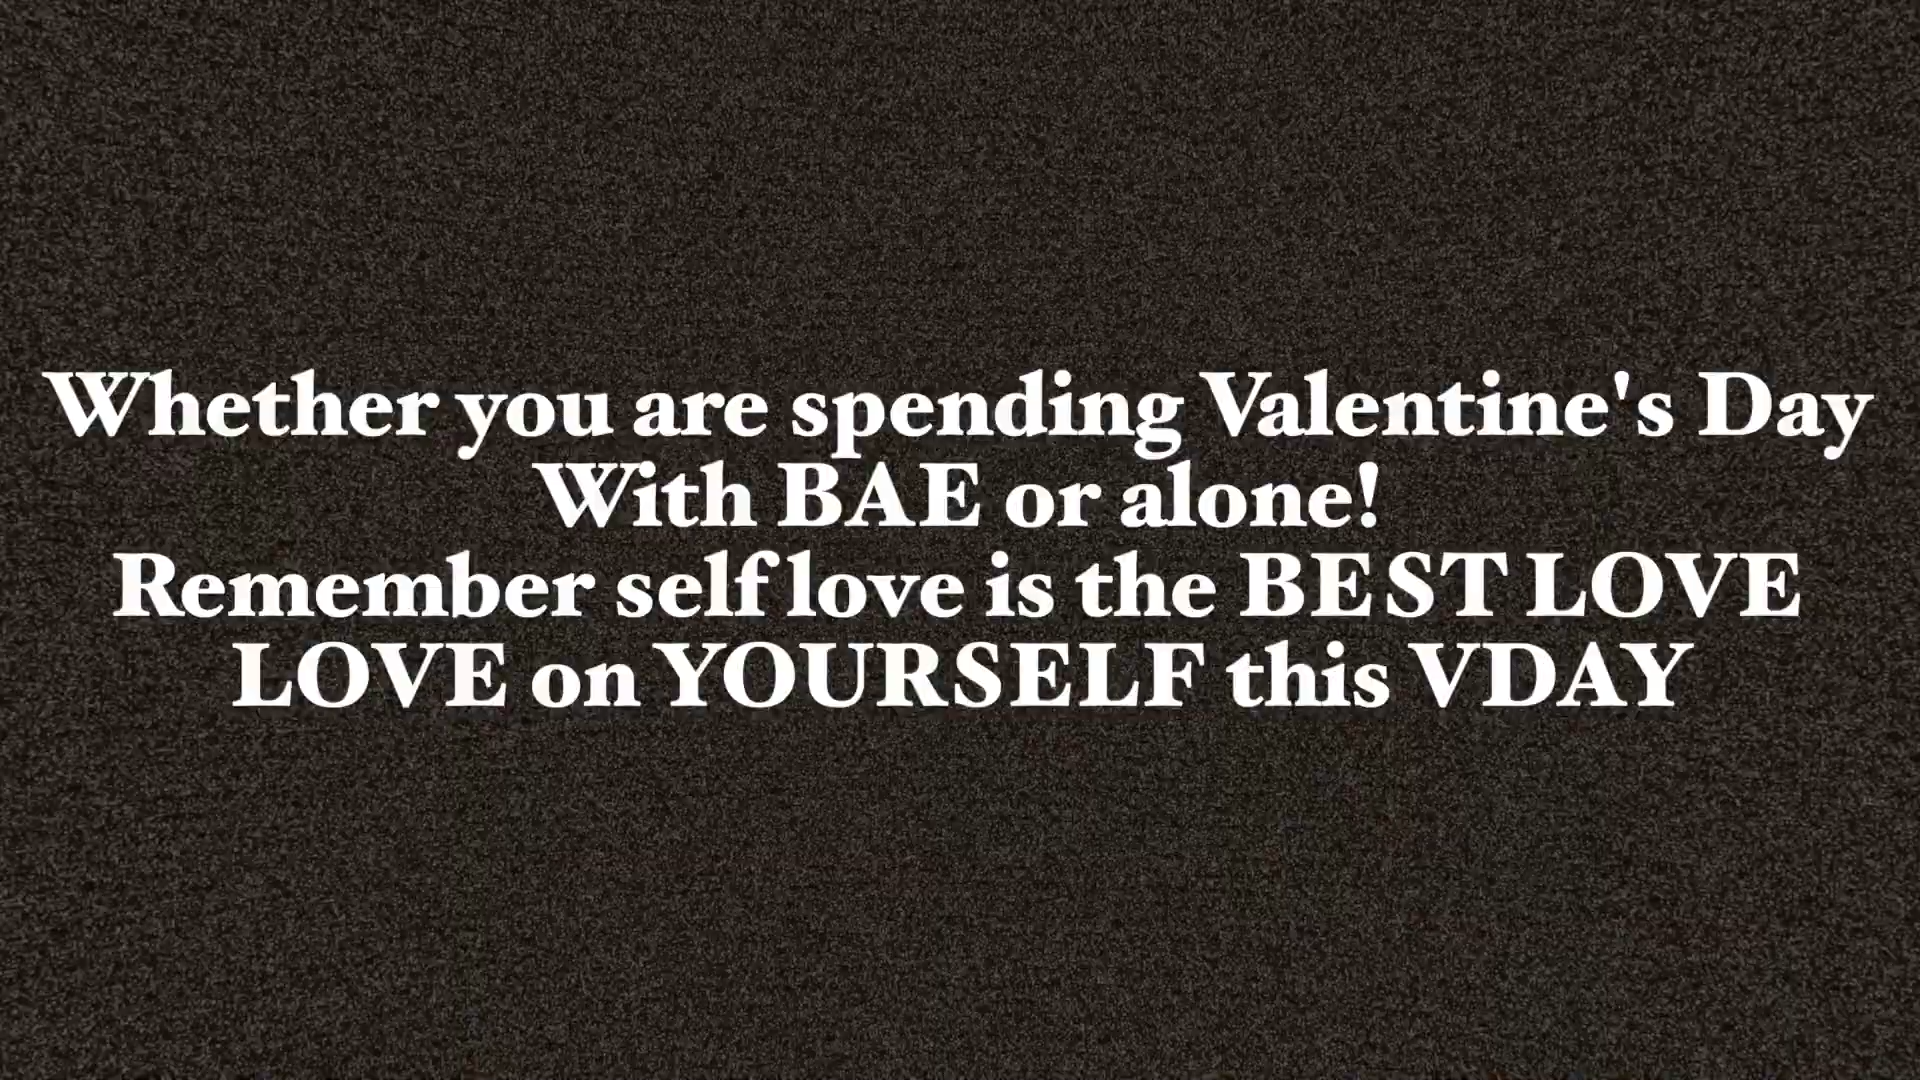 Whether you are spending Valentine's Day
With BAE or alone!
Remember self love is the BEST LOVE
LOVE on YOURSELF this VDAY